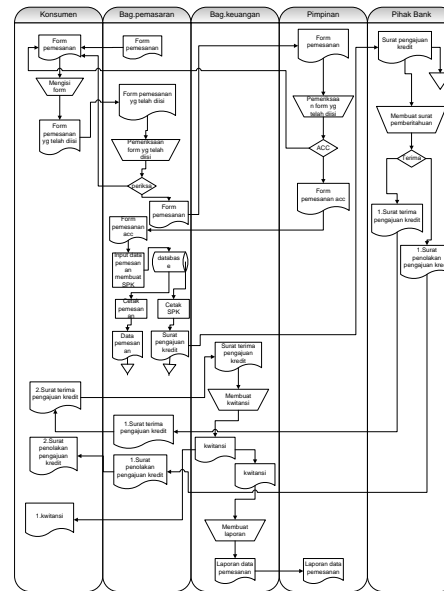 Konsumen
Bag.pemasaran
Bag.keuangan
Pimpinan
Pihak Bank
Form
pemesanan
Form
pemesanan
Form
pemesanan
Surat pengajuan
kredit
Mengisi
form
Form pemesanan
yg telah diisi
Pemeriksaa
n form yg
telah diisi
Membuat surat
pemberitahuan
Form
pemesanan
yg telah diisi
Pemeriksaan
form yg telah
diisi
ACC
Terima
periksa
Form
pemesanan
Form
pemesanan acc
1.Surat terima
pengajuan kredit
Form
pemesanan
acc
1.Surat
penolakan
pengajuan kre
Input data
pemesan
an
membuat
SPK
databas
e
Cetak
pemesan
an
Cetak
SPK
Data
pemesan
an
Surat
pengajuan
kredit
Surat terima
pengajuan
kredit
2.Surat terima
pengajuan kredit
Membuat
kwitansi
1.Surat terima
pengajuan kredit
2.Surat
penolakan
pengajuan
kredit
kwitansi
1.Surat
penolakan
pengajuan
kredit
kwitansi
1.kwitansi
Membuat
laporan
Laporan data
pemesanan
Laporan data
pemesanan